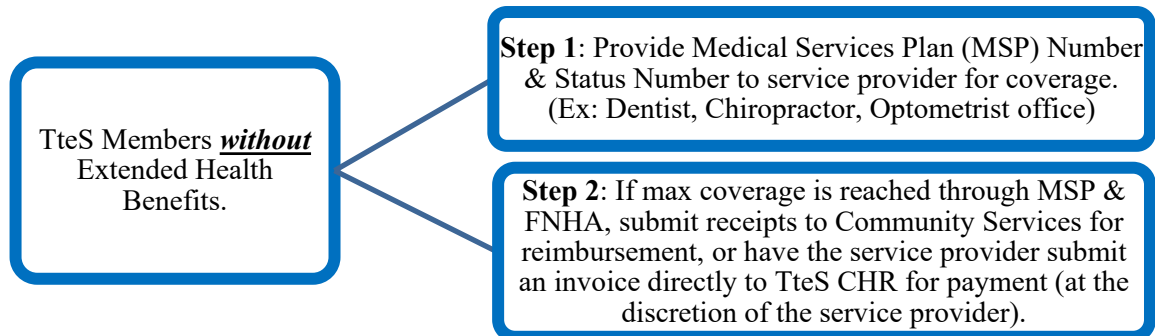 TteS Members without
Extended Health
Benefits.
Step 1: Provide Medical Services Plan (MSP) Number
& Status Number to service provider for coverage.
(Ex: Dentist, Chiropractor, Optometrist office)
Step 2: If max coverage is reached through MSP &
FNHA, submit receipts to Community Services for
reimbursement, or have the service provider submit
an invoice directly to TteS CHR for payment (at the
discretion of the service provider).